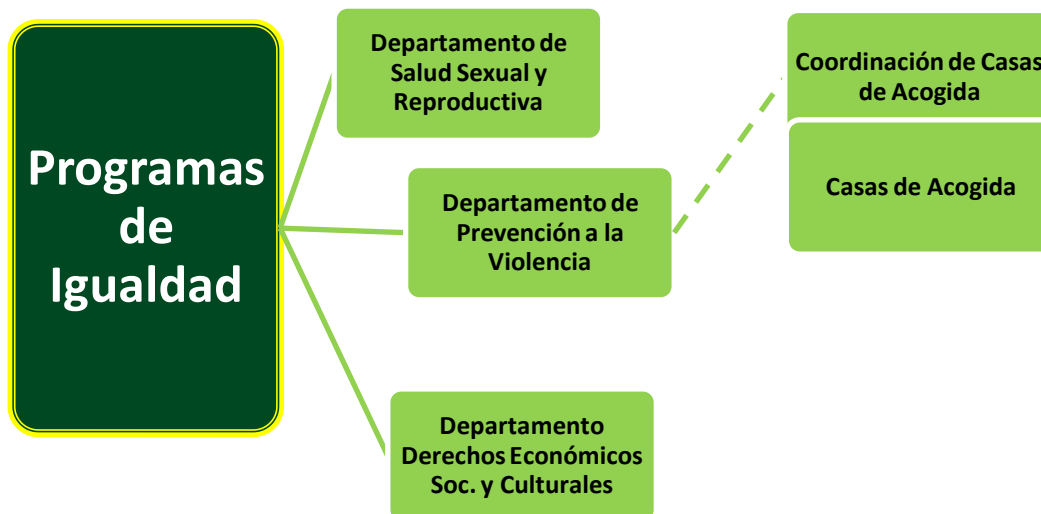 Programas
de
Igualdad
Departamento de
Salud Sexual y
Reproductiva
Departamento de
Prevención a la
Violencia
Departamento
Derechos Económicos
Soc. y Culturales
Coordinación de Casas
de Acogida
Casas de Acogida